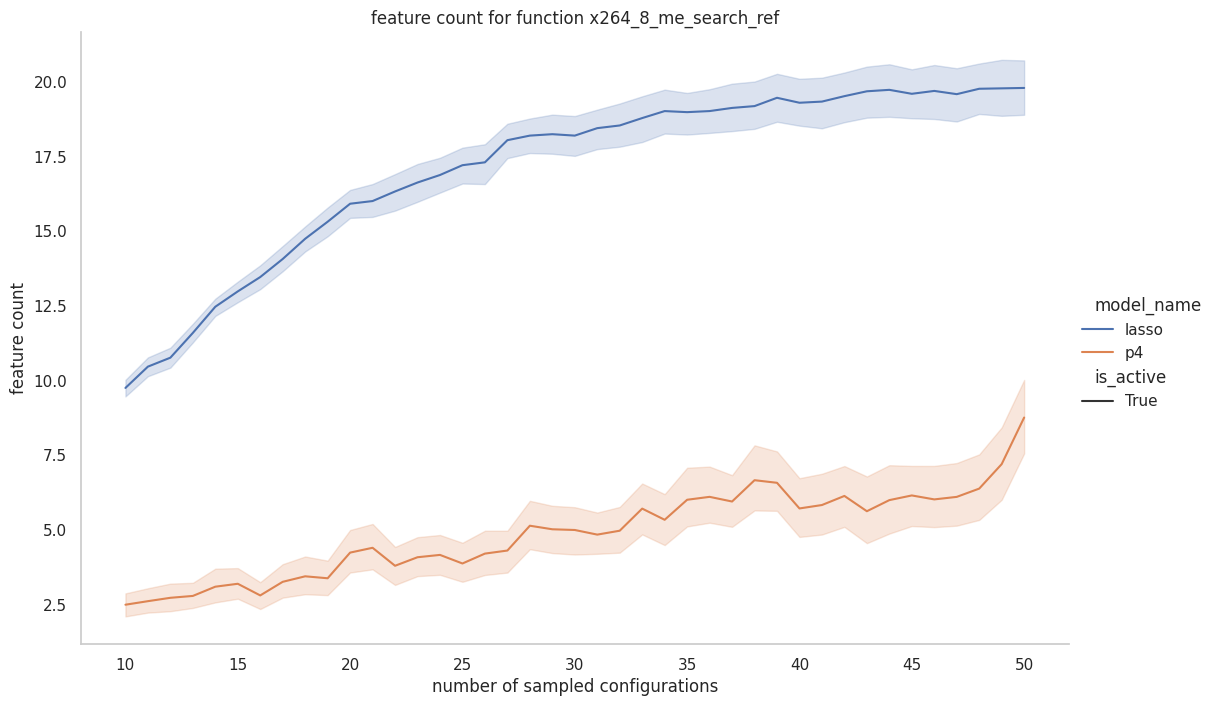 feature count for function x264_8_me_search_ref
feature count
20.0
17.5
15.0
12.5
10.0
7.5
5.0
2.5
10 15 20 25 30 35 40 45 50
number of sampled configurations
model_name
lasso
p4
is_active
True